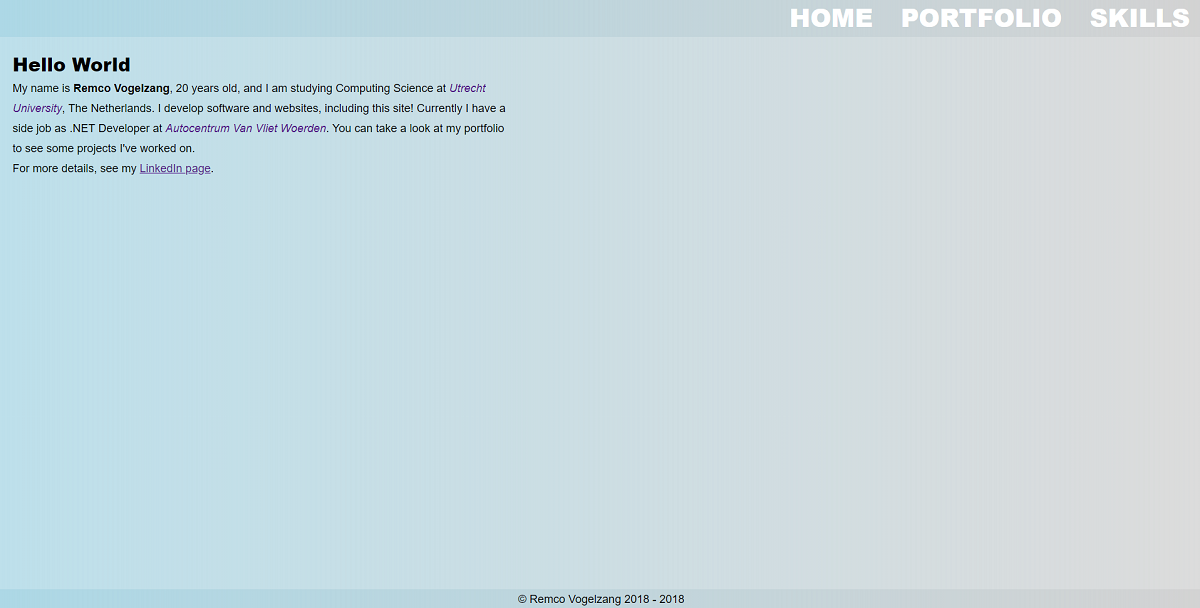 HOME PORTFOLIO SKILLS
Hello World
My name is Remco Vogelzang, 20 years old, and I am studying Computing Science at Utrecht
University, The Netherlands. I develop software and websites, including this site! Currently I have a
side job as .NET Developer at Autocentrum Van Vliet Woerden. You can take a look at my portfolio
to see some projects I've worked on.
For more details, see my LinkedIn page.
© Remco Vogelzang 2018 - 2018